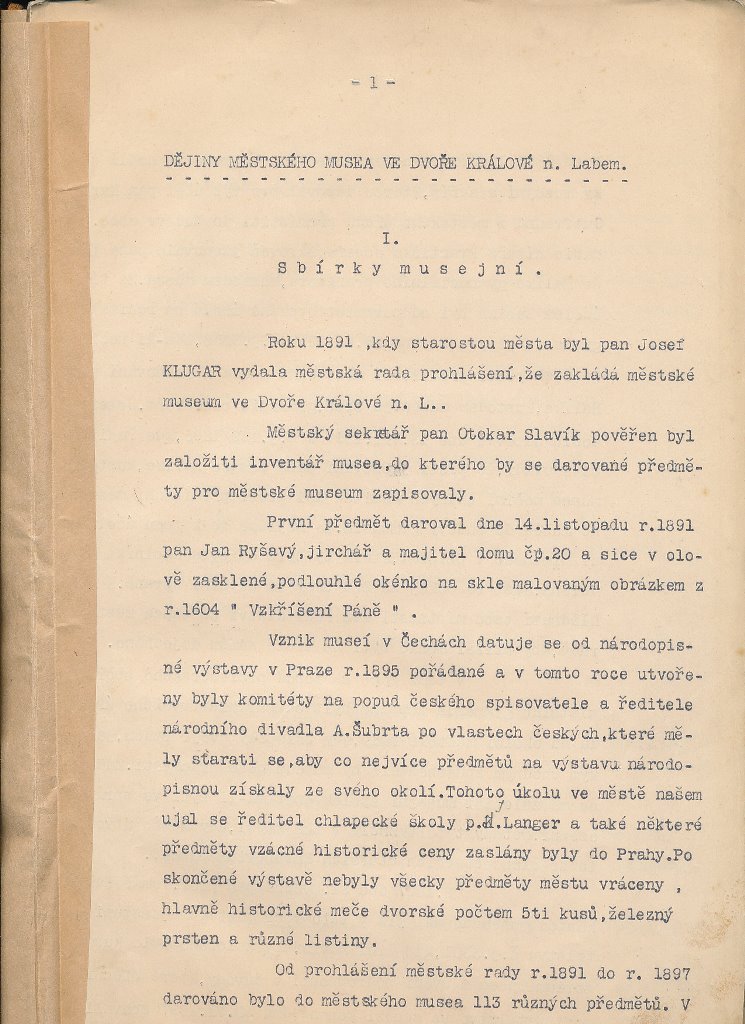 - 1 -
DĚJINY MĚSTSKÉHO MUSEA VE DVOŘE KRÁLOVÉ n. Labem.
I.
Sbírky musejní.
Roku 1891 ,kdy starostou města byl pan Josef
KLUGAR vydala městská rada prohlášení,že zakládá městské
museum ve Dvoře Králové n. L..
Městský sekretář pan Otokar Slavík pověřen byl
založiti inventář musea,do kterého by se darované předmě-
ty pro městské museum zapisovaly.
První předmět daroval dne 14.listopadu r.1891
pan Jan Ryšavý,jirchář a majitel domu čp.20 a sice v olo-
vě zasklené,podlouhlé okénko na skle malovaným obrázkem z
r.1604 " Vzkříšení Páně " .
Vznik museí v Čechách datuje se od národopis-
né výstavy v Praze r.1895 pořádané a v tomto roce utvoře-
ny byly komitéty na popud českého spisovatele a ředitele
národního divadla A.Šubrta po vlastech českých,které mě-
ly starati se,aby co nejvíce předmětů na výstavu národo-
pisnou získaly ze svého okolí.Tohoto úkolu ve městě našem
ujal se ředitel chlapecké školy p.J.Langer a také některé
předměty vzácné historické ceny zaslány byly do Prahy.Po
skončené výstavě nebyly všecky předměty městu vráceny ,
hlavně historické meče dvorské počtem 5ti kusů,železný
prsten a různé listiny.
Od prohlášení městské rady r.1891 do r. 1897
darováno bylo do městského musea 113 různých předmětů. V